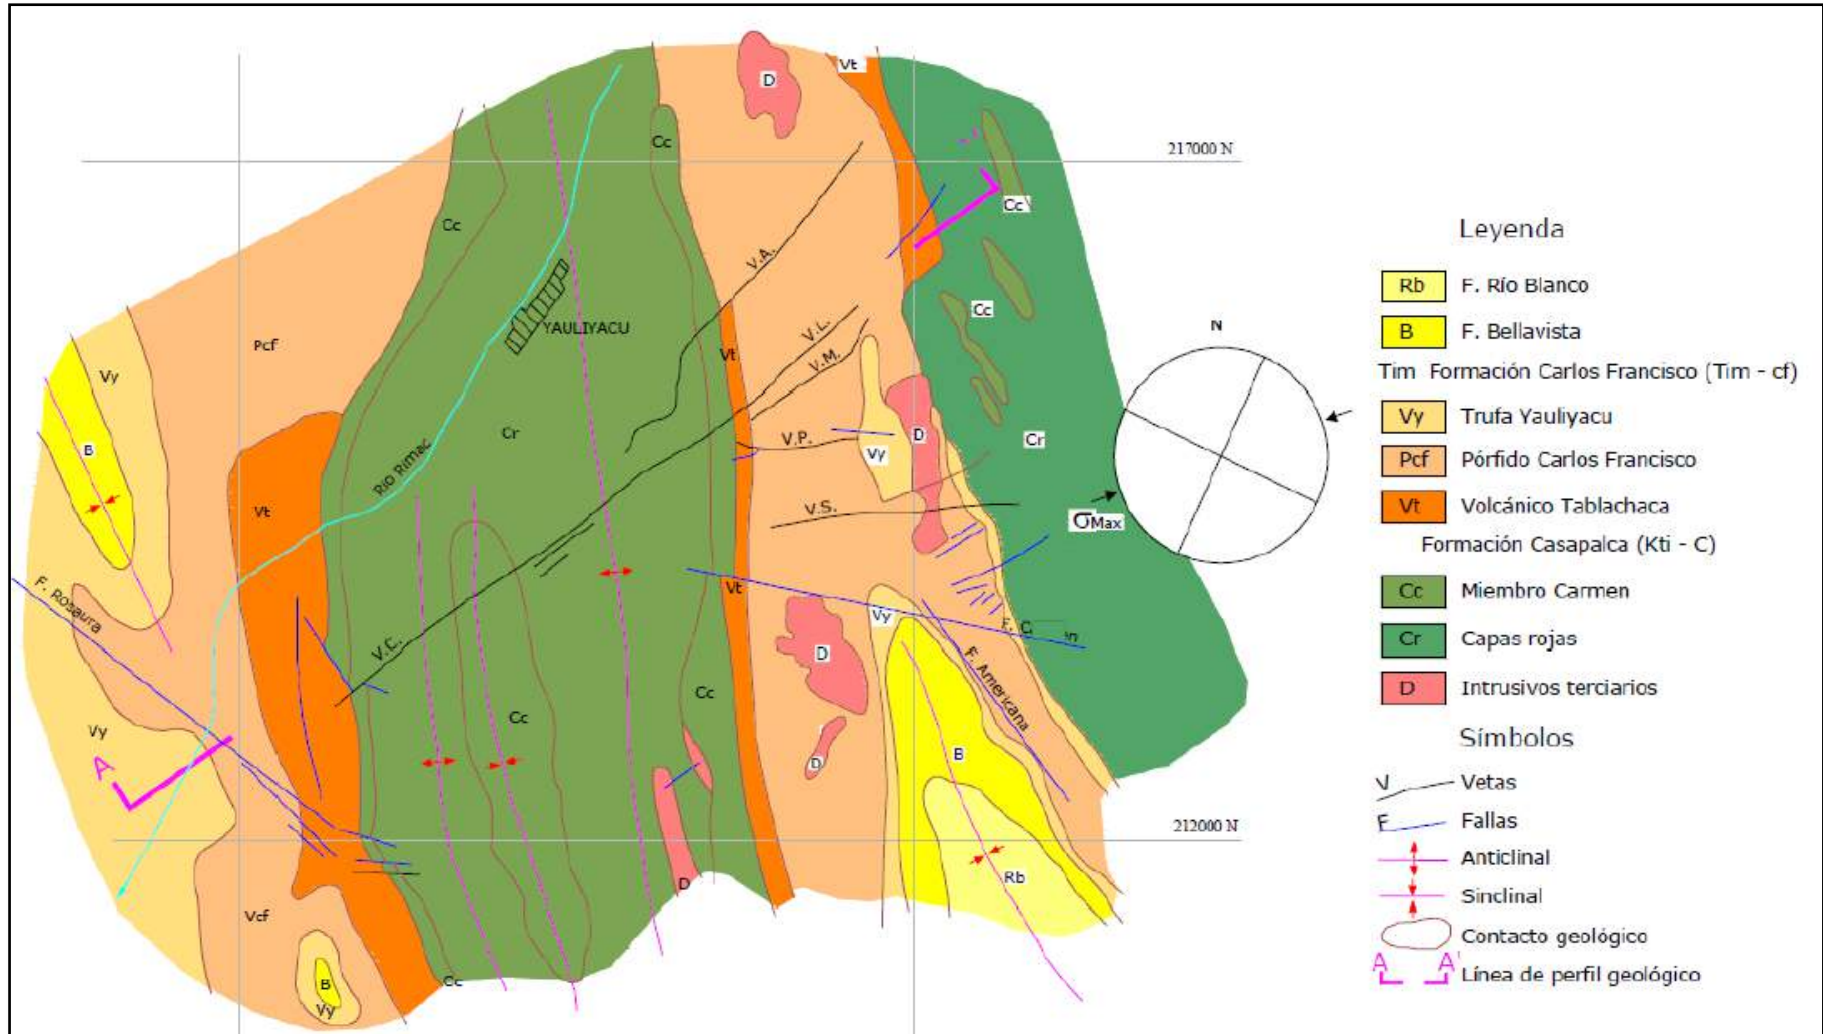 Vt
D
Cc
217000 N
Cc
Cc
V.A.
Cc
V.L.
YAULIYACU
Pcf
Vt
V.M.
Vy
Cr
V.P.
D
Cr
B
Vy
Río Rimac
Vt
V.S.
F. Rosaura
Vt
Vy
V.C.
D
F. Americana
Cc
Cc
Vy
B
D
A
212000 N
Rb
D
Vcf
Cc
B
Vy
N
σMax
Leyenda
Rb F. Río Blanco
B F. Bellavista
Tim Formación Carlos Francisco (Tim - cf)
Vy Trufa Yauliyacu
Pcf Pórfido Carlos Francisco
Vt Volcánico Tablachaca
Formación Casapalca (Kti - C)
Cc Miembro Carmen
Cr Capas rojas
D Intrusivos terciarios
Símbolos
V Vetas
F Fallas
Anticlinal
Sinclinal
Contacto geológico
A A' Línea de perfil geológico